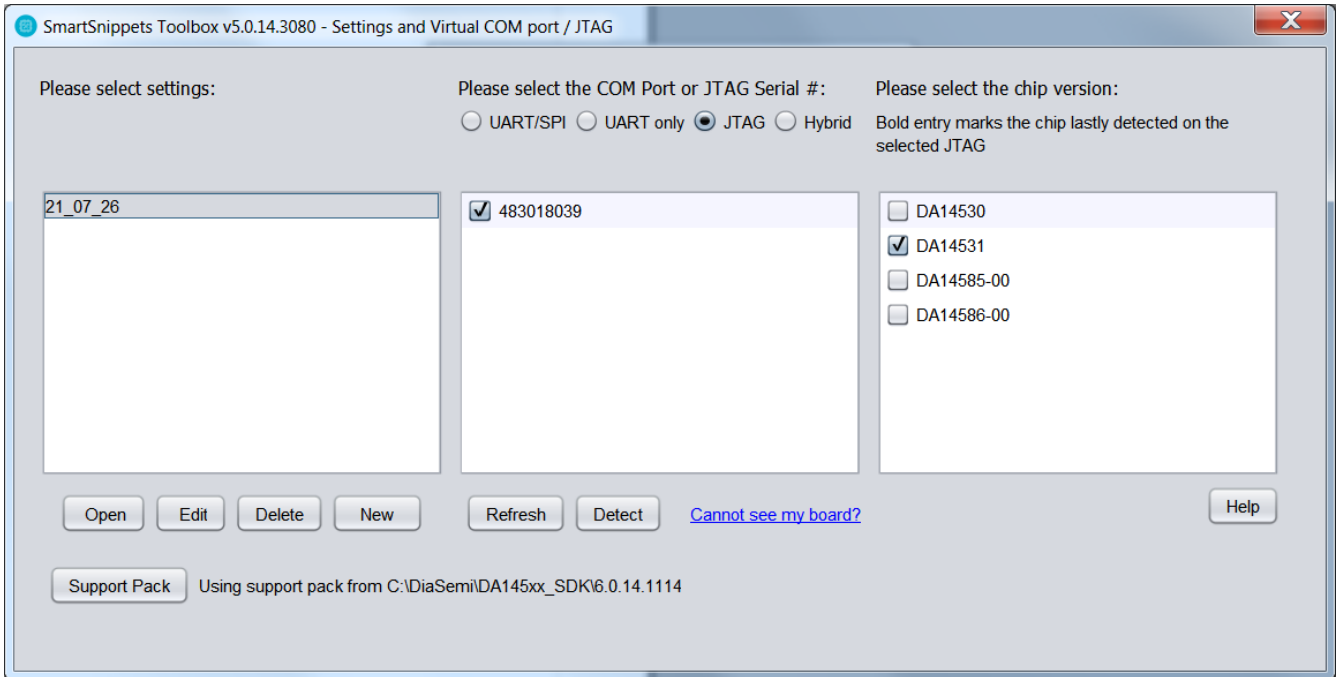 SmartSnippets Toolbox v5.0.14.3080 - Settings and Virtual COM port / JTAG
Please select settings:
21_07_26
Open Edit Delete New
Please select the COM Port or JTAG Serial #:
UART/SPI UART only JTAG Hybrid
483018039
Refresh Detect Cannot see my board?
Please select the chip version:
Bold entry marks the chip lastly detected on the
selected JTAG
DA14530
DA14531
DA14585-00
DA14586-00
Help
Support Pack Using support pack from C:\DiaSemi\DA145xx_SDK\6.0.14.1114